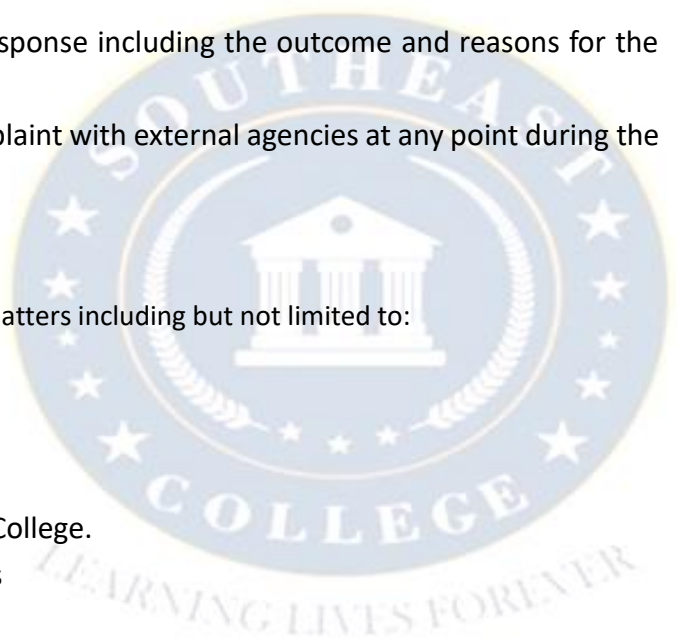 sponse including the outcome and reasons for the
plaint with external agencies at any point during the
SOUTHEAST
atters including but not limited to:
College.
s
COLLEGE
LEARNING LIVES FOREVER